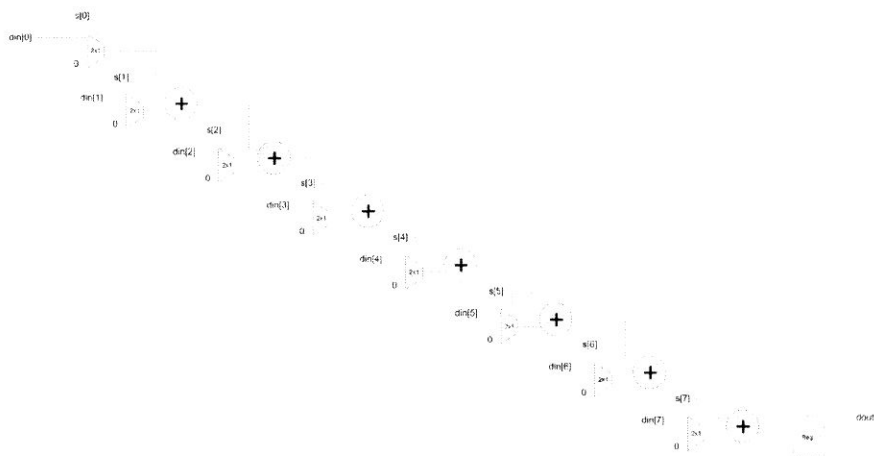 s[0]
din[0]
2x1
0
s[1]
din[1]
2x1
0
+
s[2]
din[2]
2x1
0
+
s[3]
din[3]
2x1
0
+
s[4]
din[4]
2x1
0
+
s[5]
din[5]
2x1
0
+
s[6]
din[6]
2x1
0
+
s[7]
din[7]
2x1
0
+
Reg
dout